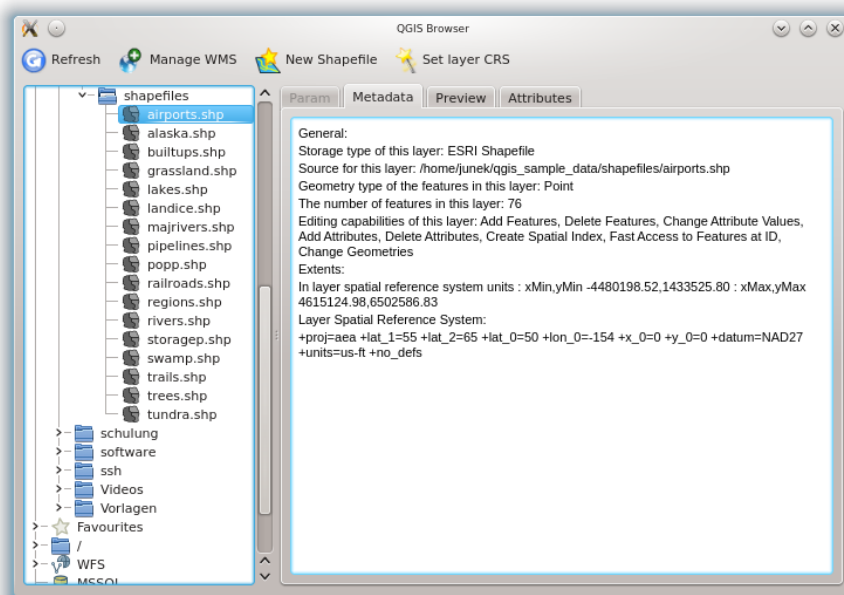 QGIS Browser
Refresh Manage WMS New Shapefile Set layer CRS
shapefiles
airports.shp
alaska.shp
builtups.shp
grassland.shp
lakes.shp
landice.shp
majrivers.shp
pipelines.shp
popp.shp
railroads.shp
regions.shp
rivers.shp
storagep.shp
swamp.shp
trails.shp
trees.shp
tundra.shp
schulung
software
ssh
Videos
Vorlagen
Favourites
/
WFS
MSSQL
Param Metadata Preview Attributes
General:
Storage type of this layer: ESRI Shapefile
Source for this layer: /home/junek/qgis_sample_data/shapefiles/airports.shp
Geometry type of the features in this layer: Point
The number of features in this layer: 76
Editing capabilities of this layer: Add Features, Delete Features, Change Attribute Values,
Add Attributes, Delete Attributes, Create Spatial Index, Fast Access to Features at ID,
Change Geometries
Extents:
In layer spatial reference system units : xMin,yMin -4480198.52,1433525.80 : xMax,yMax
4615124.98,6502586.83
Layer Spatial Reference System:
+proj=aea +lat_1=55 +lat_2=65 +lat_0=50 +lon_0=-154 +x_0=0 +y_0=0 +datum=NAD27
+units=us-ft +no_defs